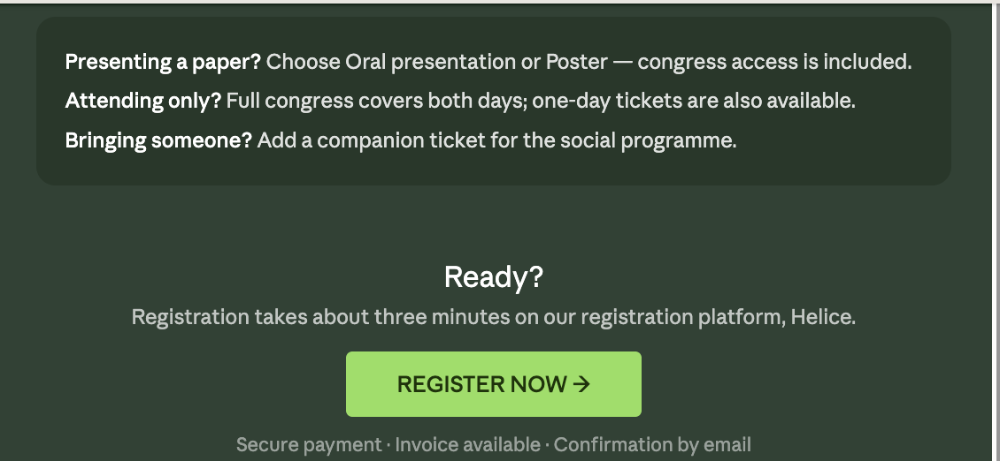 Presenting a paper? Choose Oral presentation or Poster — congress access is included.
Attending only? Full congress covers both days; one-day tickets are also available.
Bringing someone? Add a companion ticket for the social programme.
Ready?
Registration takes about three minutes on our registration platform, Helice.
REGISTER NOW →
Secure payment · Invoice available · Confirmation by email